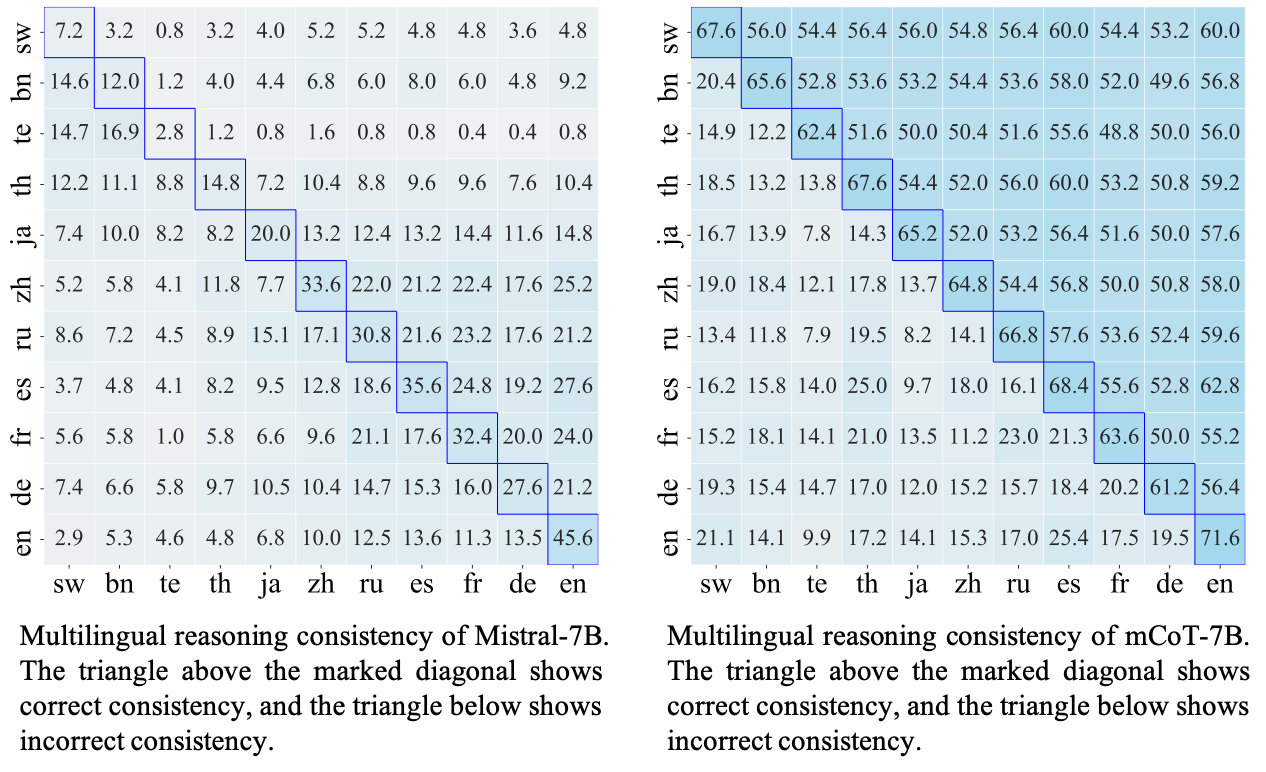 sw 7.2 3.2 0.8 3.2 4.0 5.2 5.2 4.8 4.8 3.6 4.8
bn 14.6 12.0 1.2 4.0 4.4 6.8 6.0 8.0 6.0 4.8 9.2
te 14.7 16.9 2.8 1.2 0.8 1.6 0.8 0.8 0.4 0.4 0.8
th 12.2 11.1 8.8 14.8 7.2 10.4 8.8 9.6 9.6 7.6 10.4
ja 7.4 10.0 8.2 8.2 20.0 13.2 12.4 13.2 14.4 11.6 14.8
zh 5.2 5.8 4.1 11.8 7.7 33.6 22.0 21.2 22.4 17.6 25.2
ru 8.6 7.2 4.5 8.9 15.1 17.1 30.8 21.6 23.2 17.6 21.2
es 3.7 4.8 4.1 8.2 9.5 12.8 18.6 35.6 24.8 19.2 27.6
fr 5.6 5.8 1.0 5.8 6.6 9.6 21.1 17.6 32.4 20.0 24.0
de 7.4 6.6 5.8 9.7 10.5 10.4 14.7 15.3 16.0 27.6 21.2
en 2.9 5.3 4.6 4.8 6.8 10.0 12.5 13.6 11.3 13.5 45.6
sw bn te th ja zh ru es fr de en
Multilingual reasoning consistency of Mistral-7B.
The triangle above the marked diagonal shows
correct consistency, and the triangle below shows
incorrect consistency.
sw 67.6 56.0 54.4 56.4 56.0 54.8 56.4 60.0 54.4 53.2 60.0
bn 20.4 65.6 52.8 53.6 53.2 54.4 53.6 58.0 52.0 49.6 56.8
te 14.9 12.2 62.4 51.6 50.0 50.4 51.6 55.6 48.8 50.0 56.0
th 18.5 13.2 13.8 67.6 54.4 52.0 56.0 60.0 53.2 50.8 59.2
ja 16.7 13.9 7.8 14.3 65.2 52.0 53.2 56.4 51.6 50.0 57.6
zh 19.0 18.4 12.1 17.8 13.7 64.8 54.4 56.8 50.0 50.8 58.0
ru 13.4 11.8 7.9 19.5 8.2 14.1 66.8 57.6 53.6 52.4 59.6
es 16.2 15.8 14.0 25.0 9.7 18.0 16.1 68.4 55.6 52.8 62.8
fr 15.2 18.1 14.1 21.0 13.5 11.2 23.0 21.3 63.6 50.0 55.2
de 19.3 15.4 14.7 17.0 12.0 15.2 15.7 18.4 20.2 61.2 56.4
en 21.1 14.1 9.9 17.2 14.1 15.3 17.0 25.4 17.5 19.5 71.6
sw bn te th ja zh ru es fr de en
Multilingual reasoning consistency of mCoT-7B.
The triangle above the marked diagonal shows
correct consistency, and the triangle below shows
incorrect consistency.